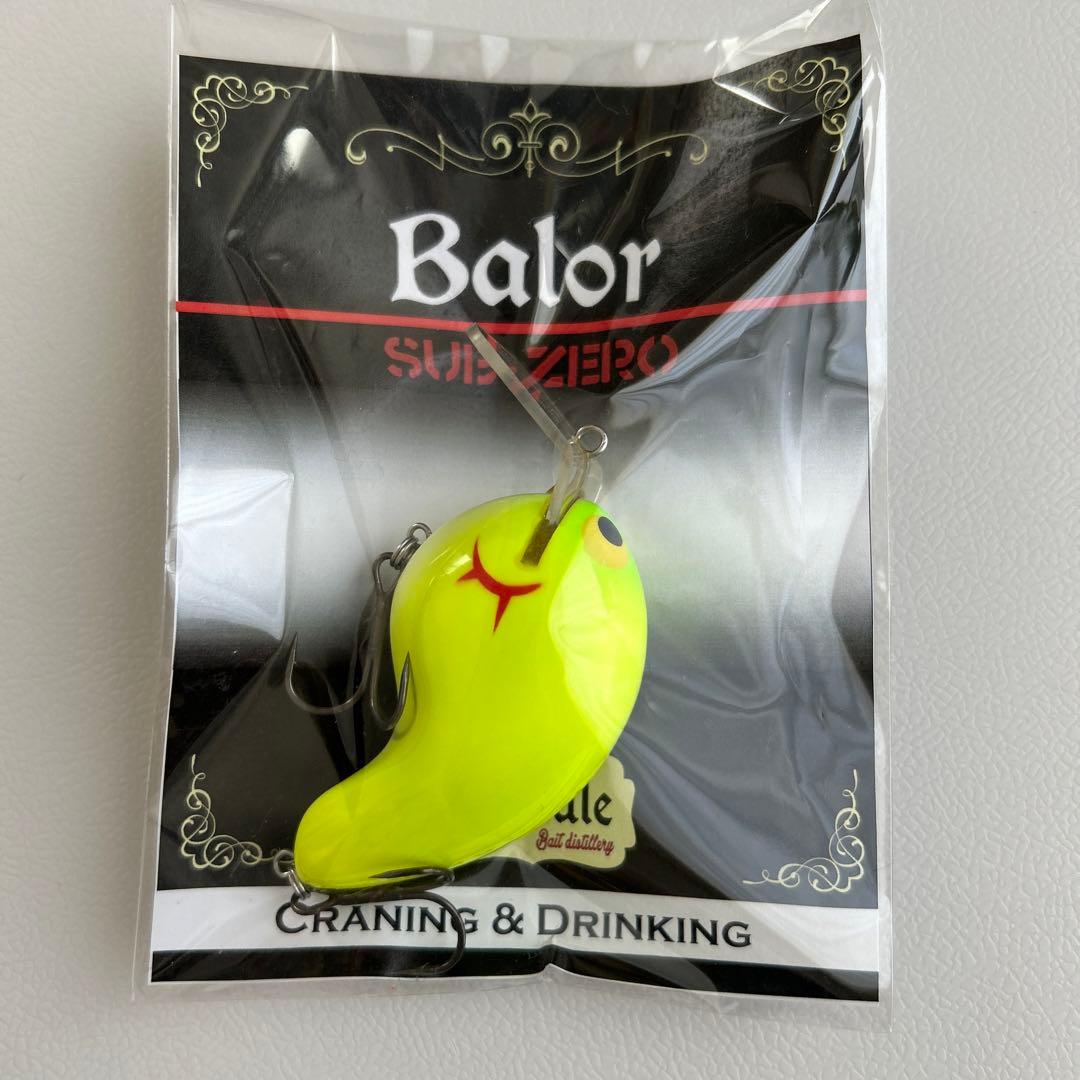 Balor
SUB-ZERO
Bait distillery
CRANING & DRINKING